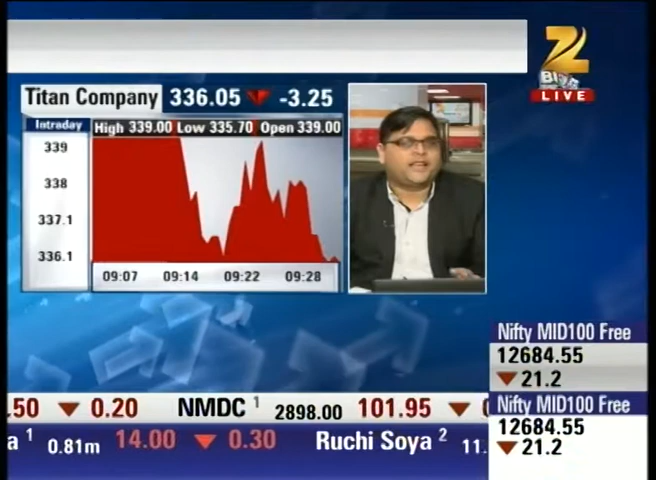 Z
BIZ
LIVE
Titan Company 336.05 -3.25
Intraday High 339.00 Low 335.70 Open 339.00
339
338
337.1
336.1
09:07 09:14 09:22 09:28
Nifty MID100 Free
12684.55
21.2
.50 0.20 NMDC 1 2898.00 101.95
Nifty MID100 Free
12684.55
21.2
a 1 0.81m 14.00 0.30 Ruchi Soya 2 11.